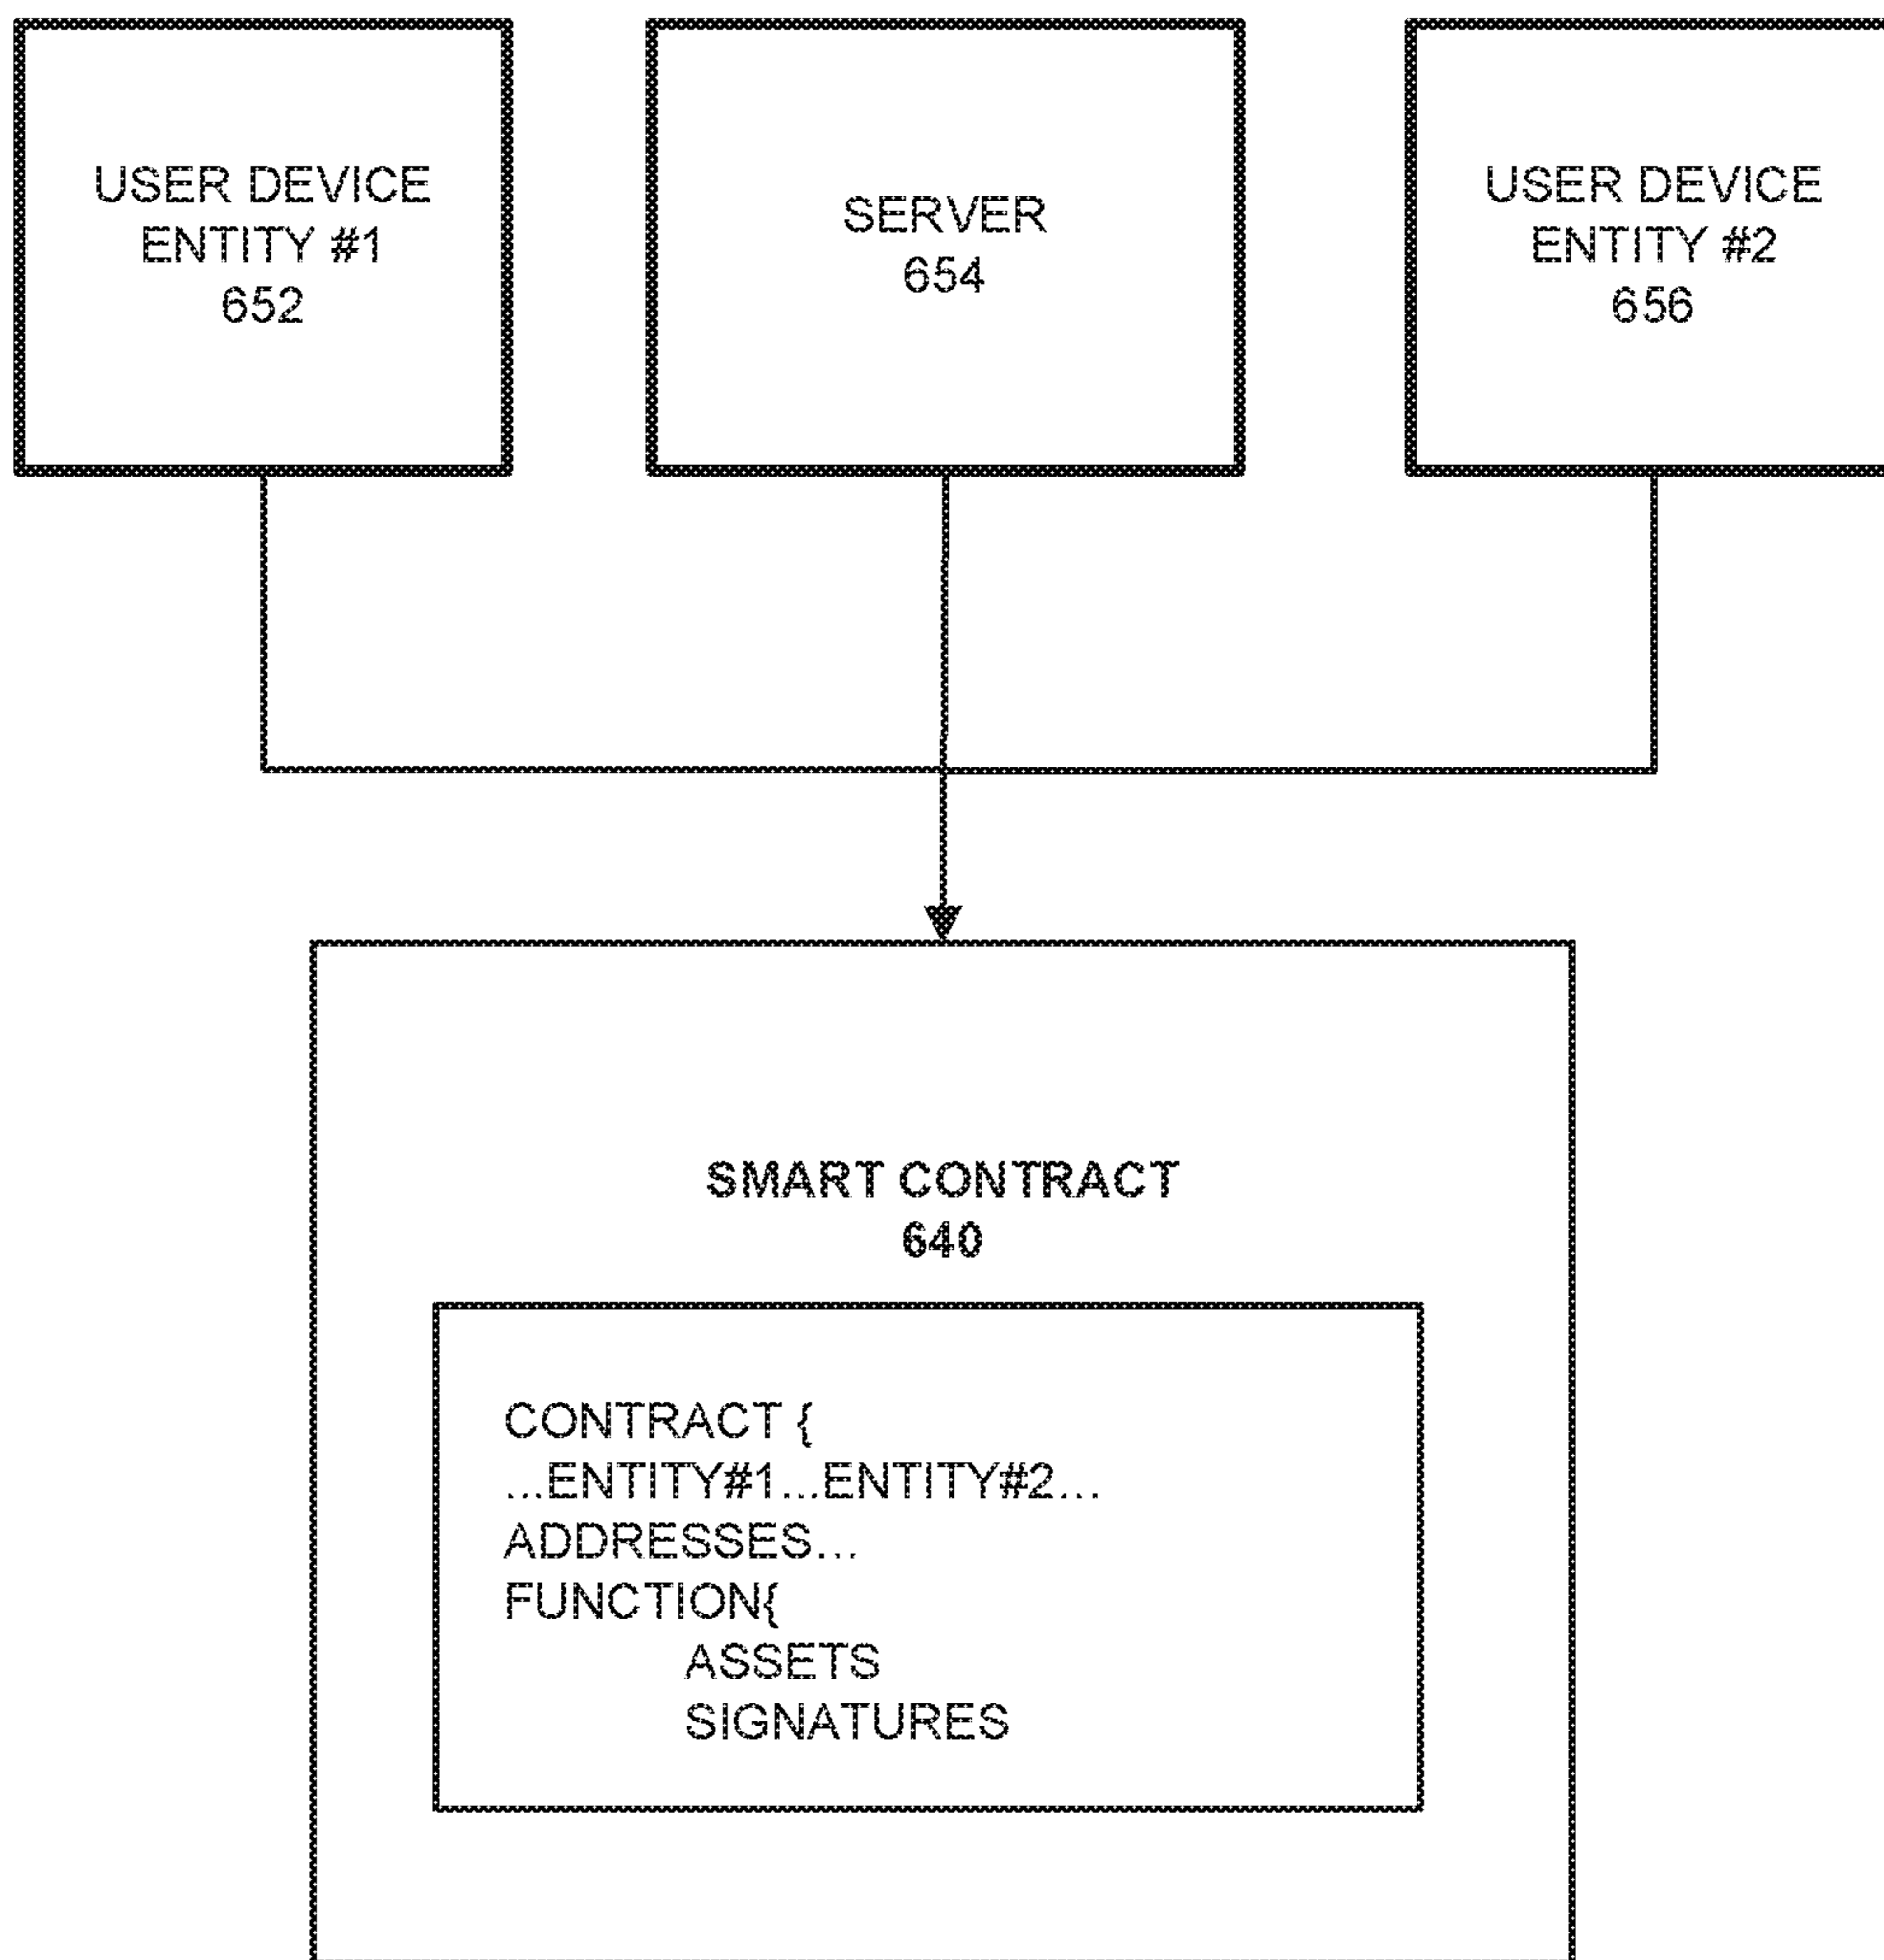 USER DEVICE
ENTITY #1
652
SERVER
654
USER DEVICE
ENTITY #2
656
SMART CONTRACT
640
CONTRACT {
...ENTITY#1...ENTITY#2...
ADDRESSES...
FUNCTION{
ASSETS
SIGNATURES